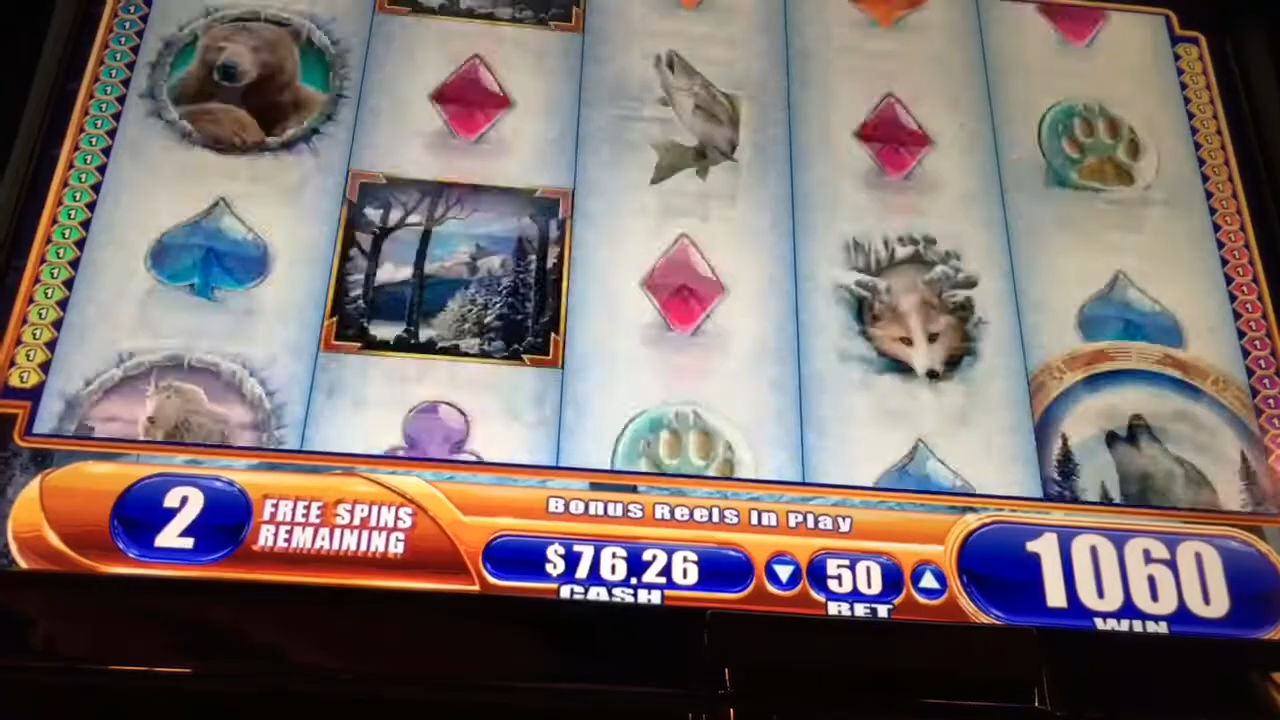 2
FREE SPINS
REMAINING
Bonus Reels In Play
$76.26
CASH
50
BET
1060
WIN